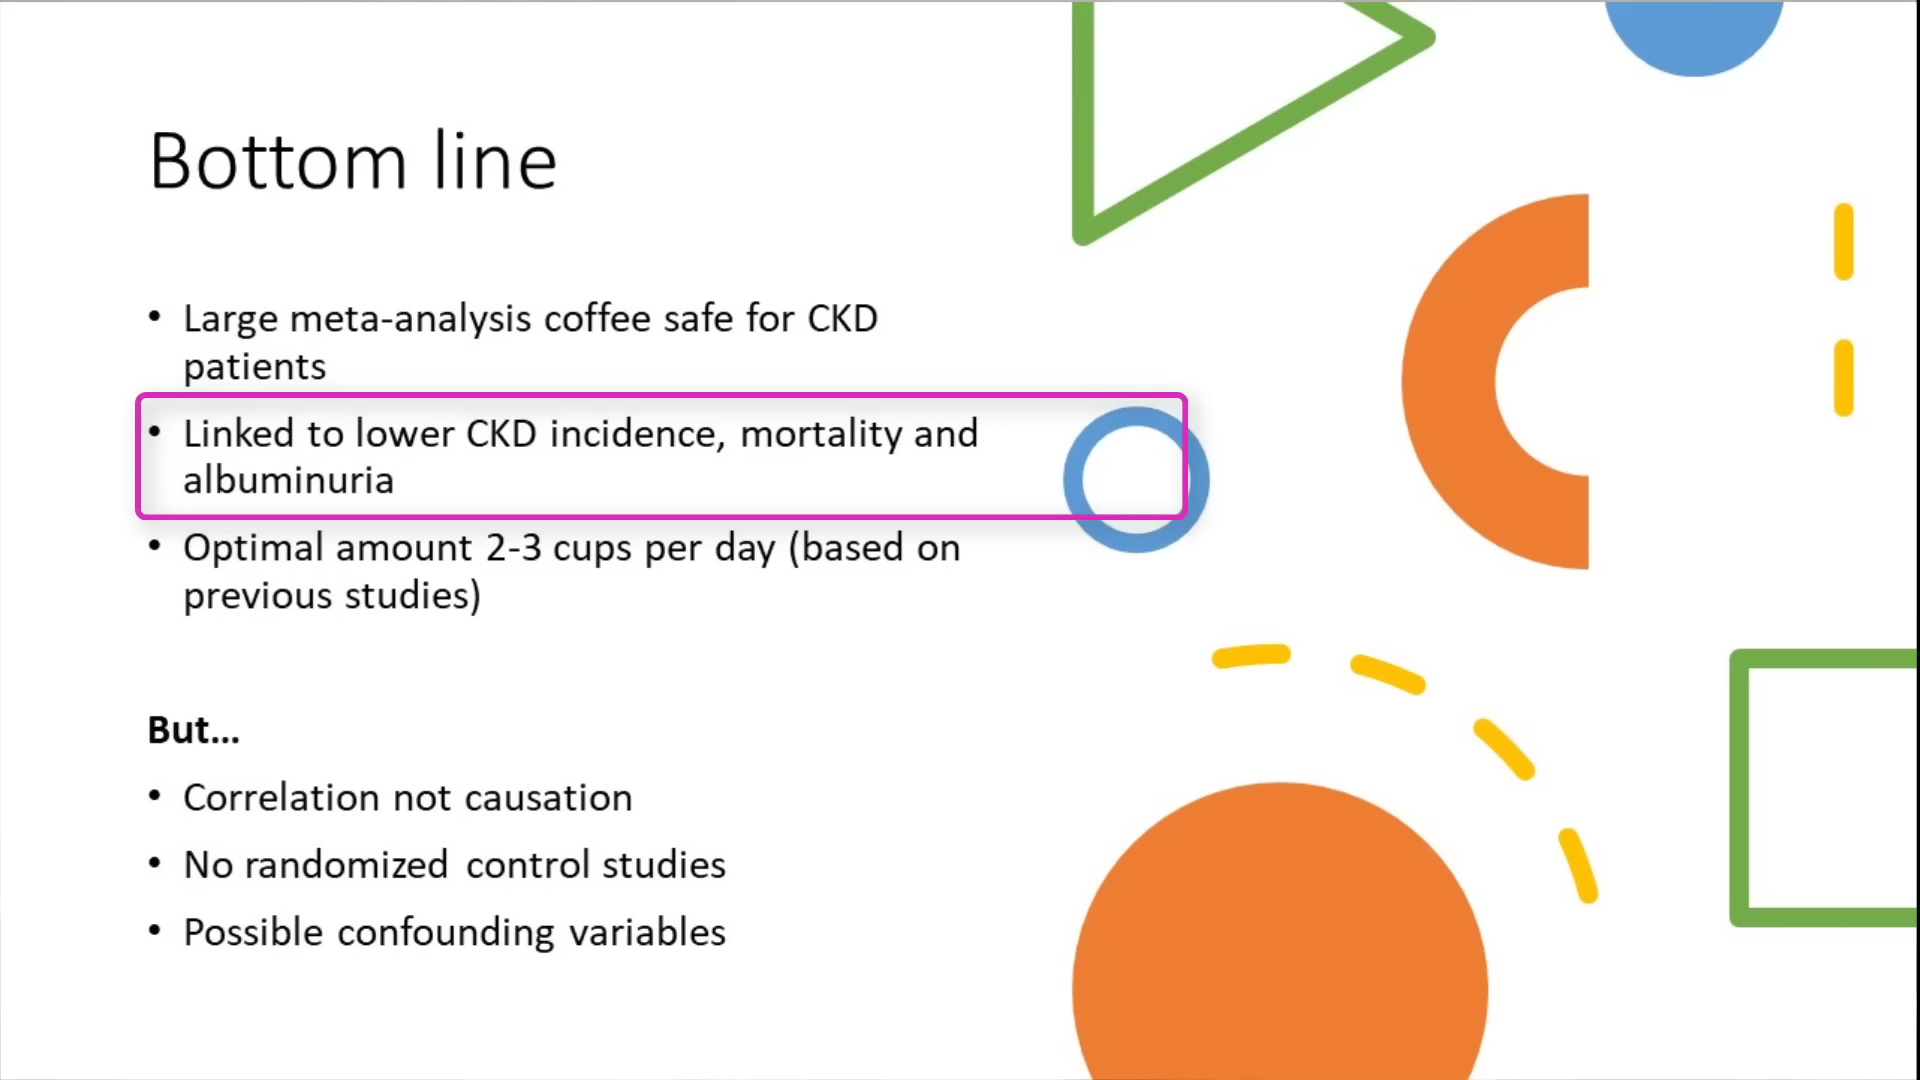 Bottom line
• Large meta-analysis coffee safe for CKD
patients
• Linked to lower CKD incidence, mortality and
albuminuria
• Optimal amount 2-3 cups per day (based on
previous studies)
But...
• Correlation not causation
• No randomized control studies
• Possible confounding variables